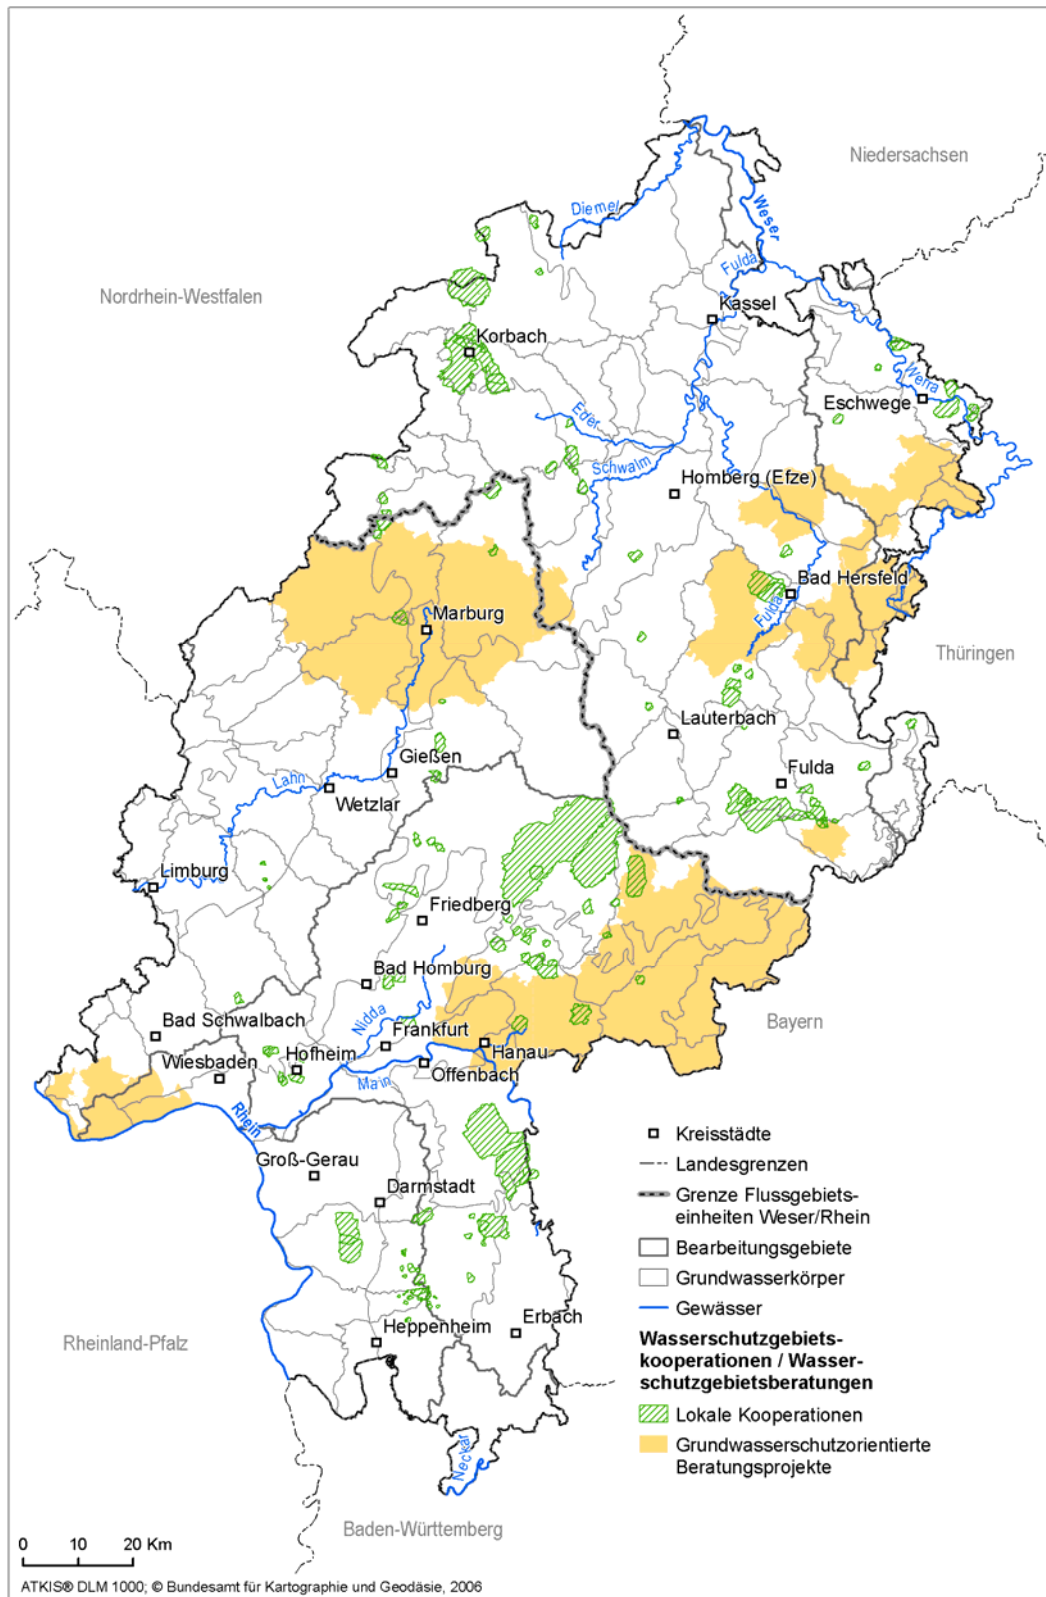 Niedersachsen
Diemel
Weser
Fulda
Nordrhein-Westfalen
Kassel
Korbach
Werra
Eschwege
Eder
Schwalm
Homberg (Efze)
Bad Hersfeld
Fulda
Marburg
Thüringen
Lauterbach
Gießen
Fulda
Lahn
Wetzlar
Limburg
Friedberg
Bad Homburg
Nidda
Bad Schwalbach
Frankfurt
Bayern
Hofheim
Hanau
Wiesbaden
Offenbach
Main
Rhein
Groß-Gerau
Darmstadt
Erbach
Heppenheim
Rheinland-Pfalz
Neckar
Baden-Württemberg
Kreisstädte
Landesgrenzen
Grenze Flussgebiets-
einheiten Weser/Rhein
Bearbeitungsgebiete
Grundwasserkörper
Gewässer
Wasserschutzgebiets-
kooperationen / Wasser-
schutzgebietsberatungen
Lokale Kooperationen
Grundwasserschutzorientierte
Beratungsprojekte
0 10 20 Km
ATKIS® DLM 1000; © Bundesamt für Kartographie und Geodäsie, 2006